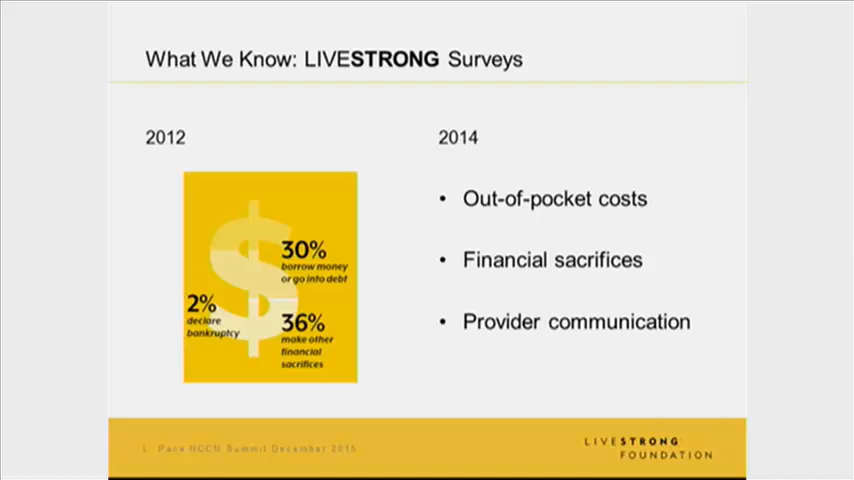 What We Know: LIVESTRONG Surveys
2012
30%
borrow money
or go into debt
2%
declare
bankruptcy
36%
make other
financial
sacrifices
2014
• Out-of-pocket costs
• Financial sacrifices
• Provider communication
L. Pace NCCN Summit December 2015
LIVESTRONG
FOUNDATION